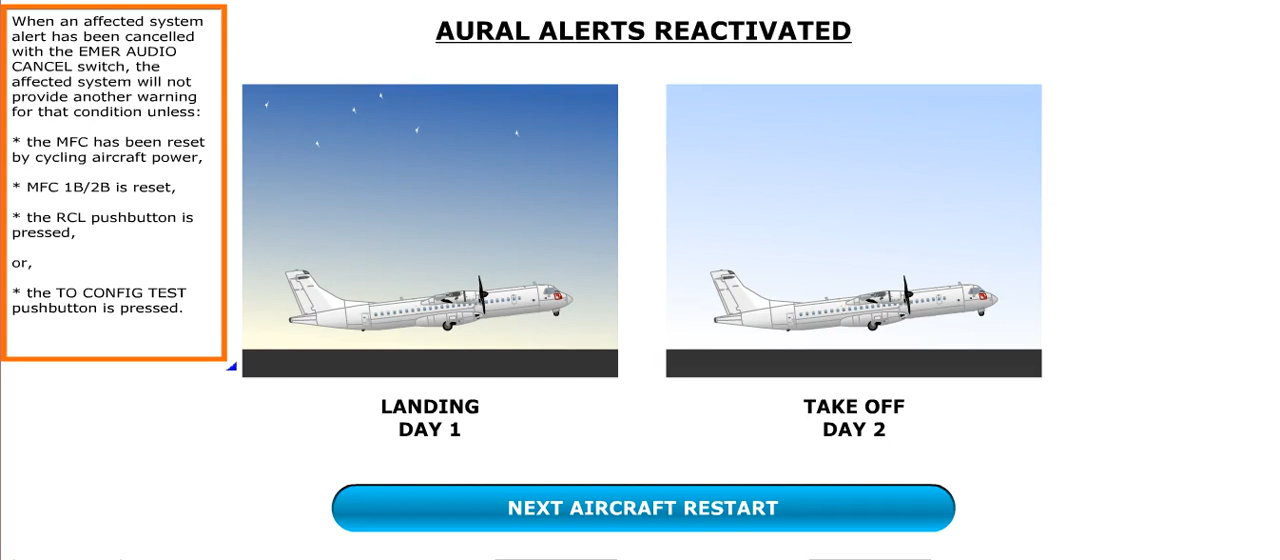 When an affected system
alert has been cancelled
with the EMER AUDIO
CANCEL switch, the
affected system will not
provide another warning
for that condition unless:
* the MFC has been reset
by cycling aircraft power,
* MFC 1B/2B is reset,
* the RCL pushbutton is
pressed,
or,
* the TO CONFIG TEST
pushbutton is pressed.
AURAL ALERTS REACTIVATED
LANDING
DAY 1
TAKE OFF
DAY 2
NEXT AIRCRAFT RESTART